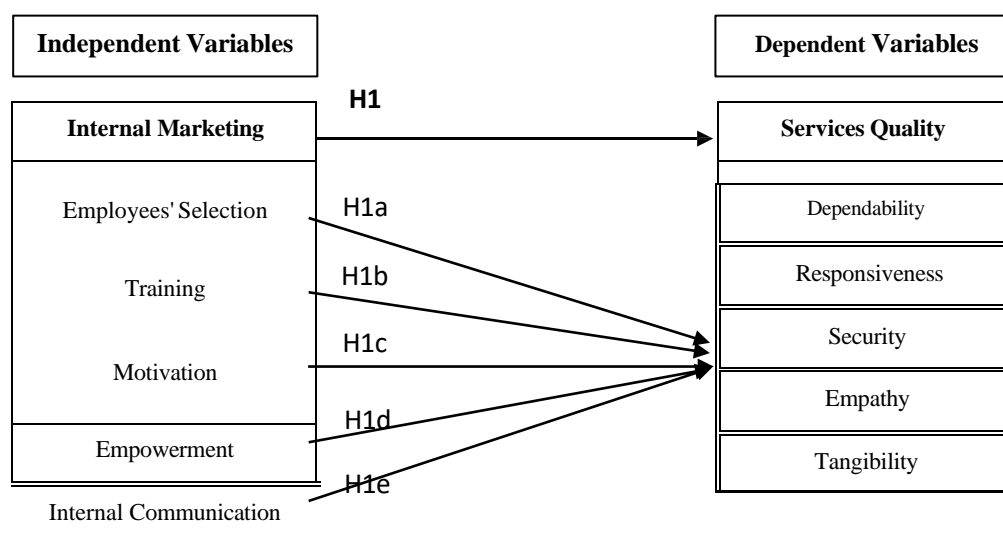 Independent Variables
Dependent Variables
H1
Internal Marketing
Services Quality
Employees' Selection
H1a
Dependability
Training
H1b
Responsiveness
Motivation
H1c
Security
Empowerment
H1d
Empathy
Internal Communication
H1e
Tangibility